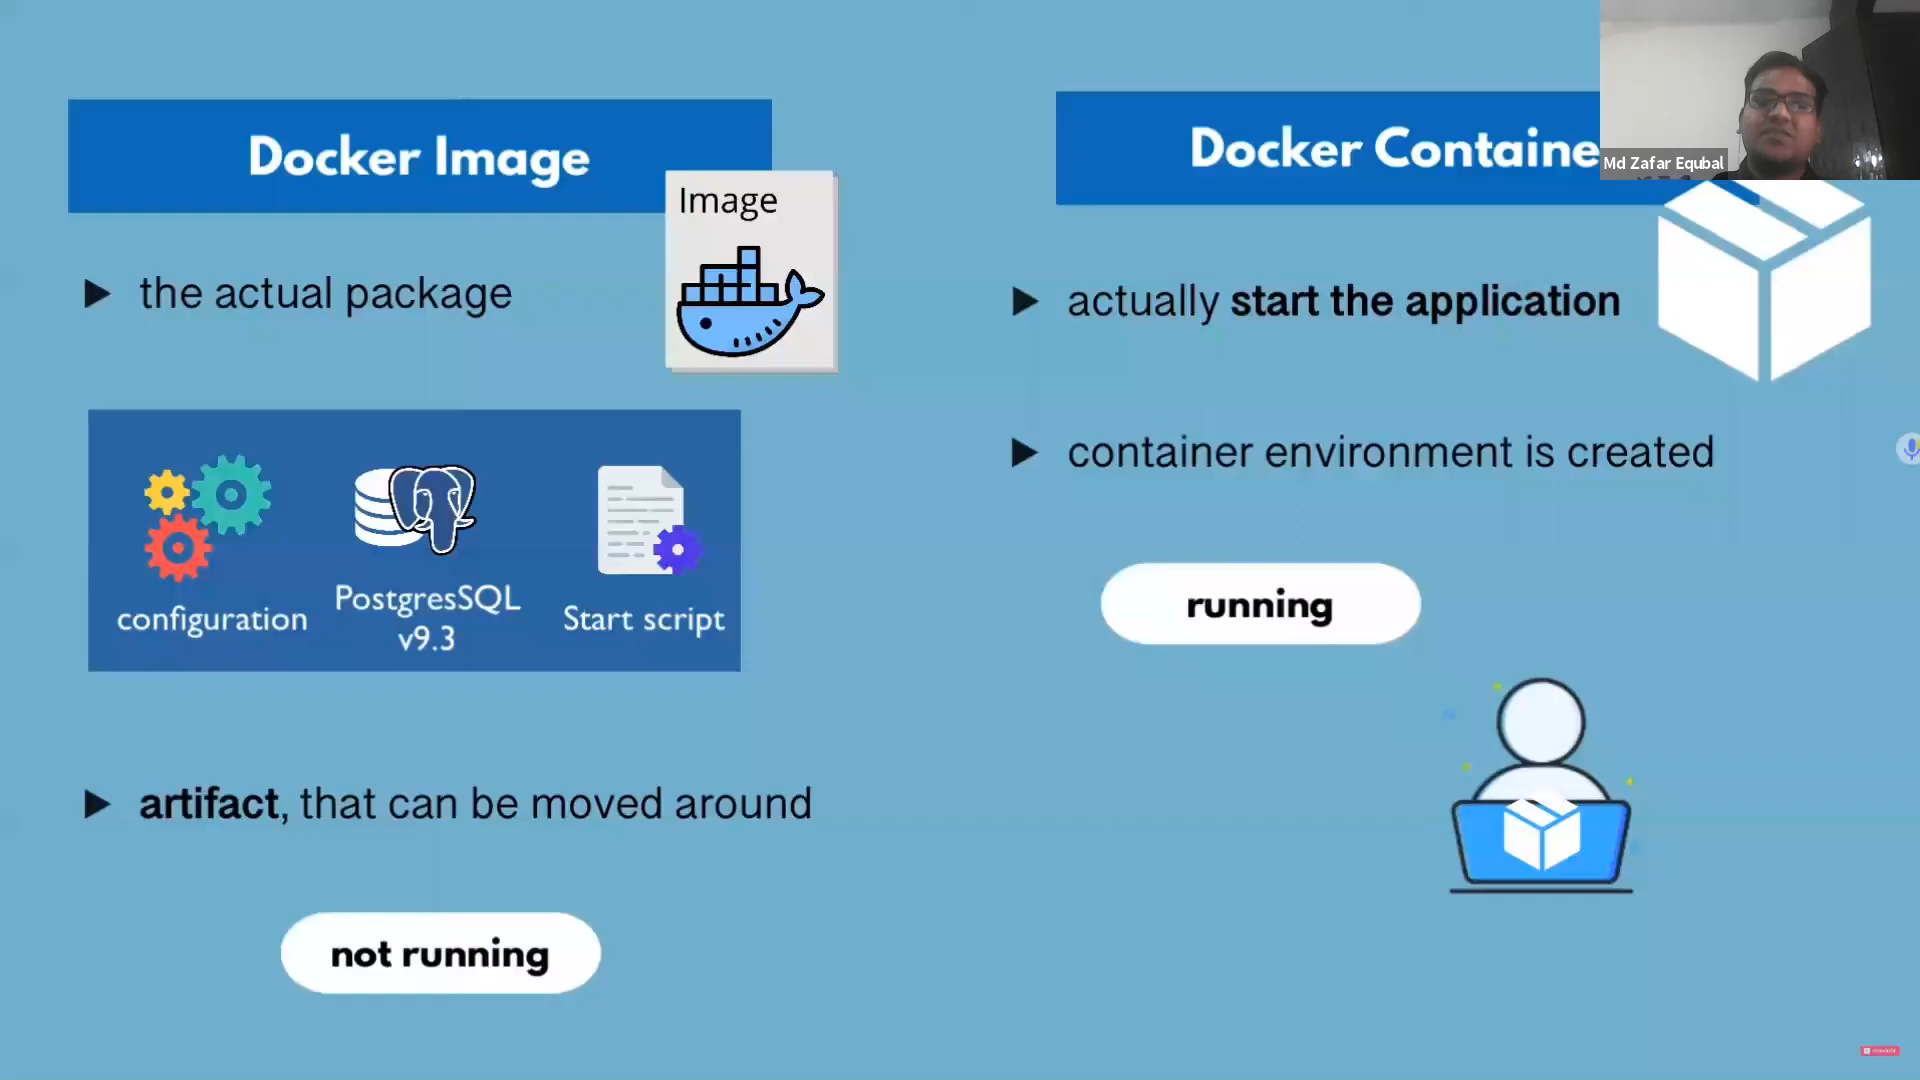 Docker Image
Image
the actual package
configuration
PostgresSQL
v9.3
Start script
artifact, that can be moved around
not running
Docker Containe
Md Zafar Equbal
actually start the application
container environment is created
running